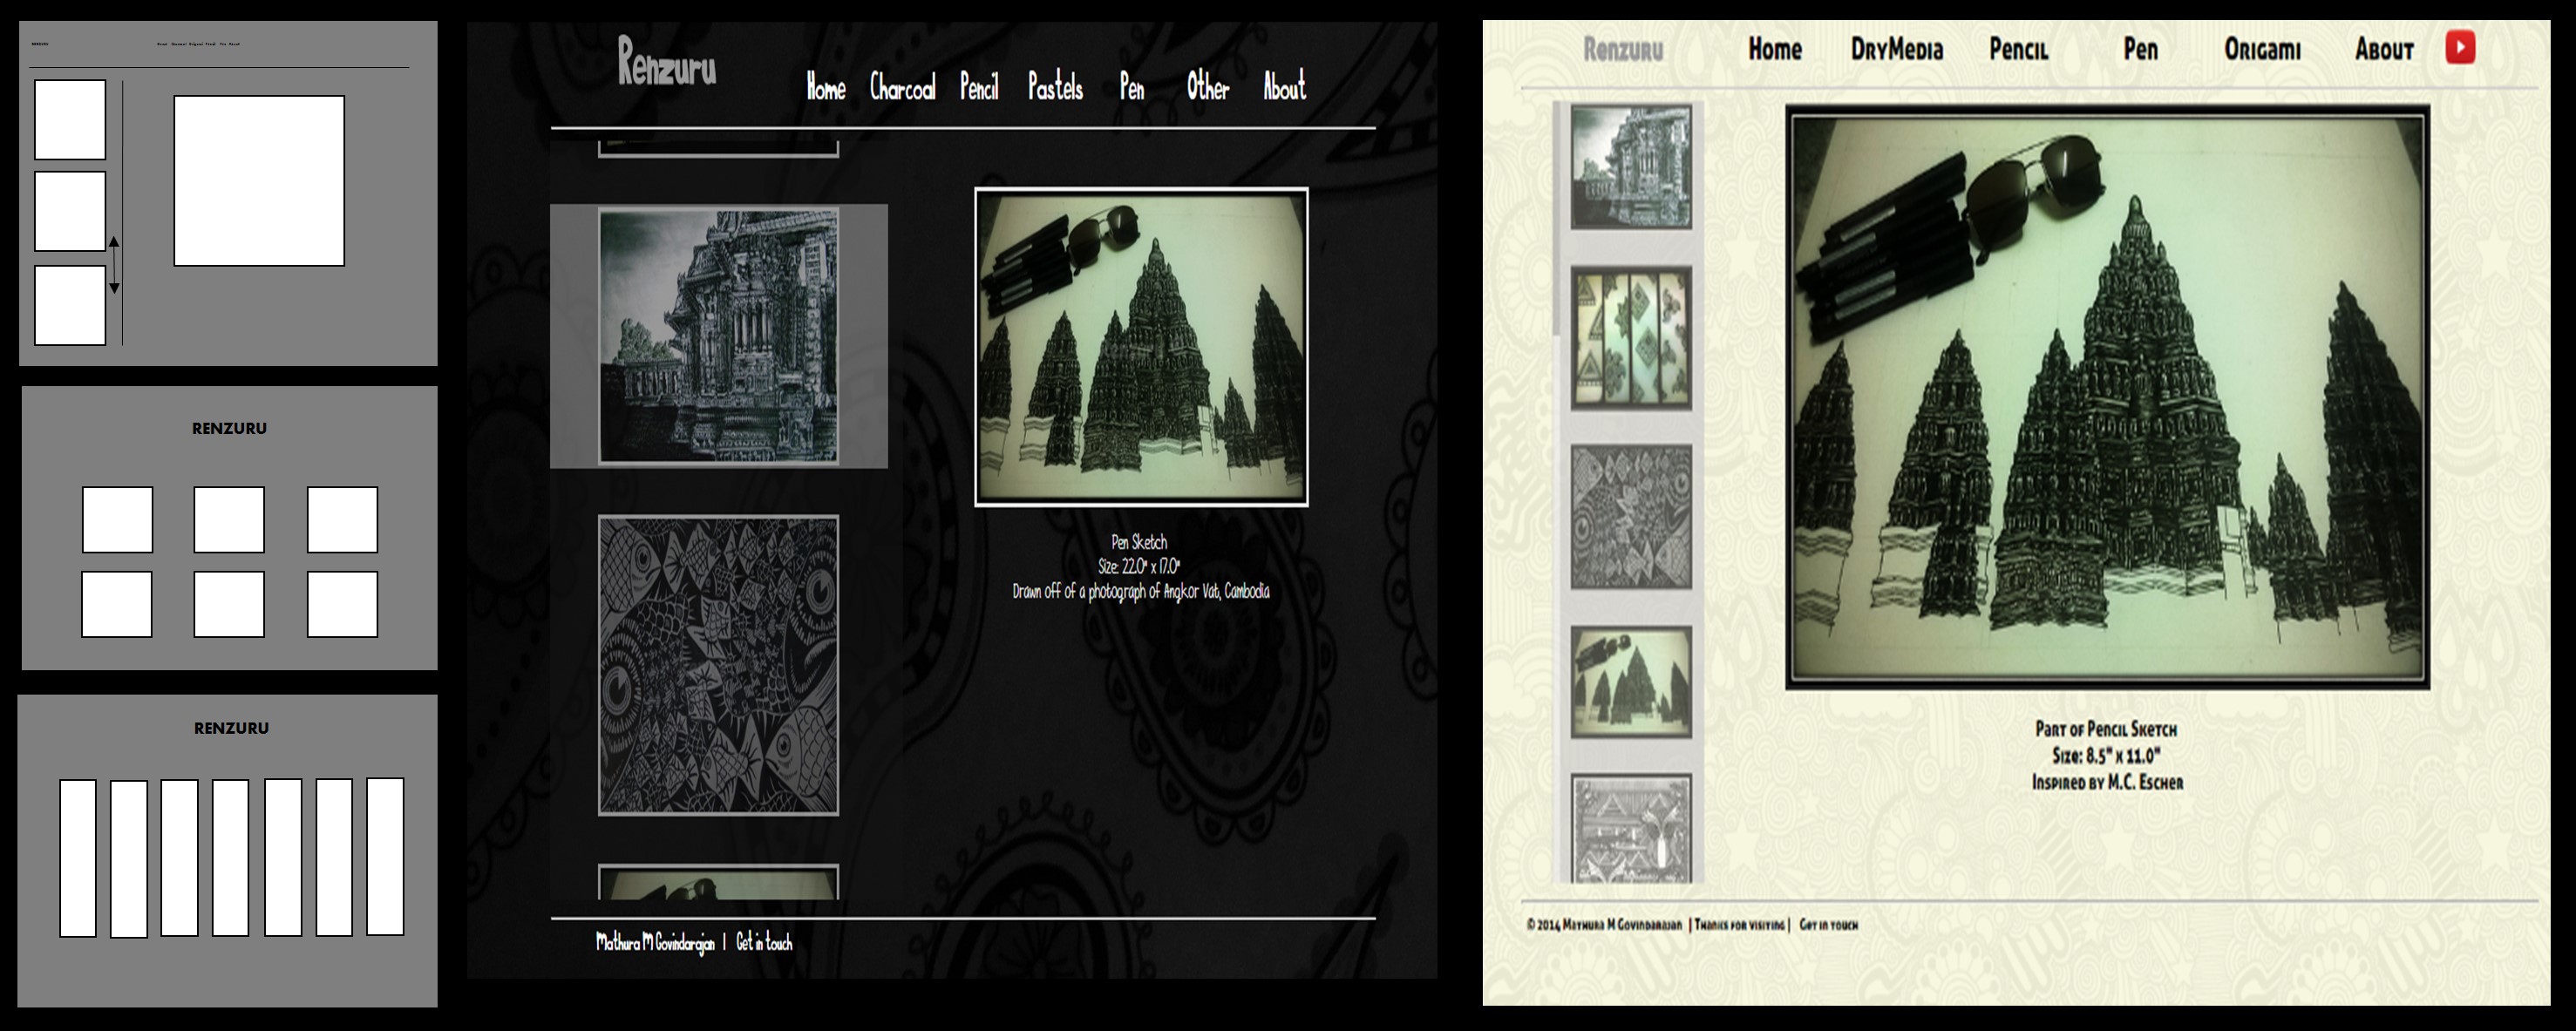 RENZURU
RENZURU
RENZURU
Renzuru
Home Charcoal Pencil Pastels Pen Other About
Pen Sketch
Size: 22.0" x 17.0"
Drawn off of a photograph of Angkor Vat, Cambodia
Mathura M Govindarajan | Get in touch
Renzuru Home DryMedia Pencil Pen Origami About
Part of Pencil Sketch
Size: 8.5" x 11.0"
Inspired by M.C. Escher
© 2014 Mathura M Govindarajan | Thanks for visiting | Get in touch